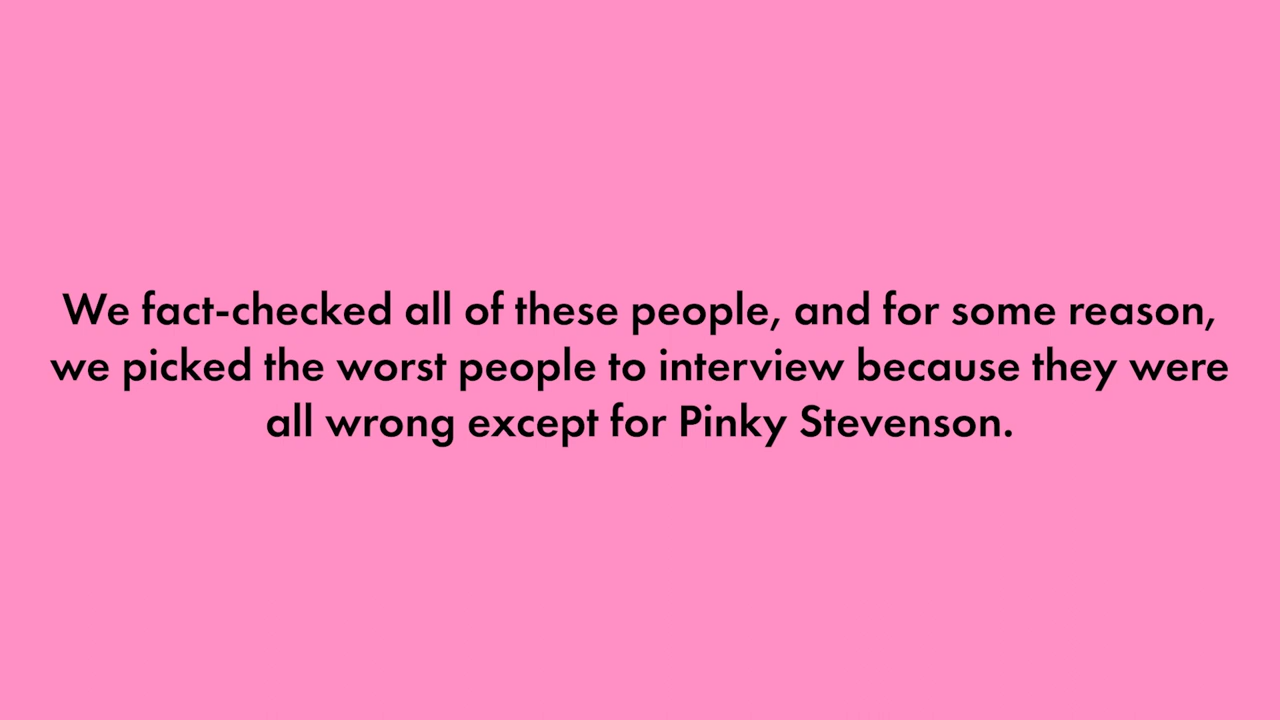 We fact-checked all of these people, and for some reason,
we picked the worst people to interview because they were
all wrong except for Pinky Stevenson.